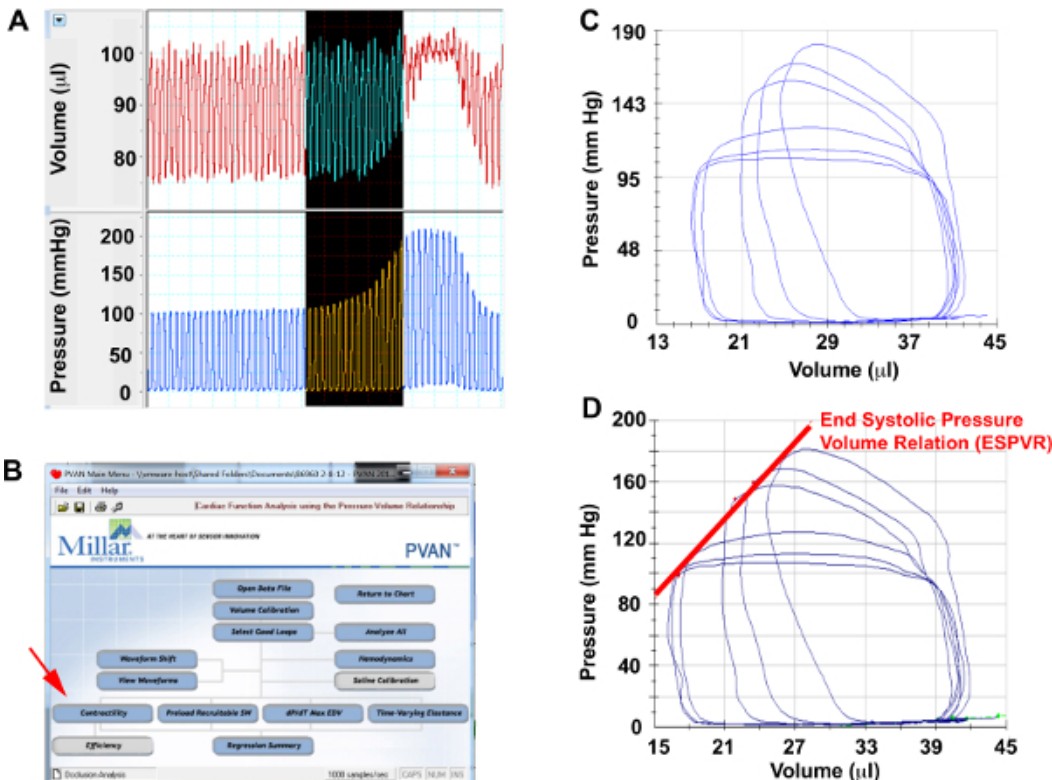 A
Volume (μl)
100
90
80
Pressure (mmHg)
200
150
100
50
0
B
PVAN Main Menu
File Edit Help
Cardiac Function Analysis using the Pressure Volume Relationship
Millar
INSTRUMENTS
AT THE HEART OF SENSOR INNOVATION
PVAN™
Open Data File
Return to Chart
Volume Calibration
Select Good Loops
Analyze All
Waveform Shift
Hemodynamics
View Waveforms
Saline Calibration
Contractility
Preload Recruitable SW
dP/dT Max EDV
Time-Varying Elastance
Efficiency
Regression Summary
Occlusion Analysis
1000 samples/sec
CAPS NUM INS
C
Pressure (mm Hg)
190
143
95
48
0
13 21 29 37 45
Volume (μl)
D
Pressure (mm Hg)
200
160
120
80
40
0
End Systolic Pressure
Volume Relation (ESPVR)
15 21 27 33 39 45
Volume (μl)